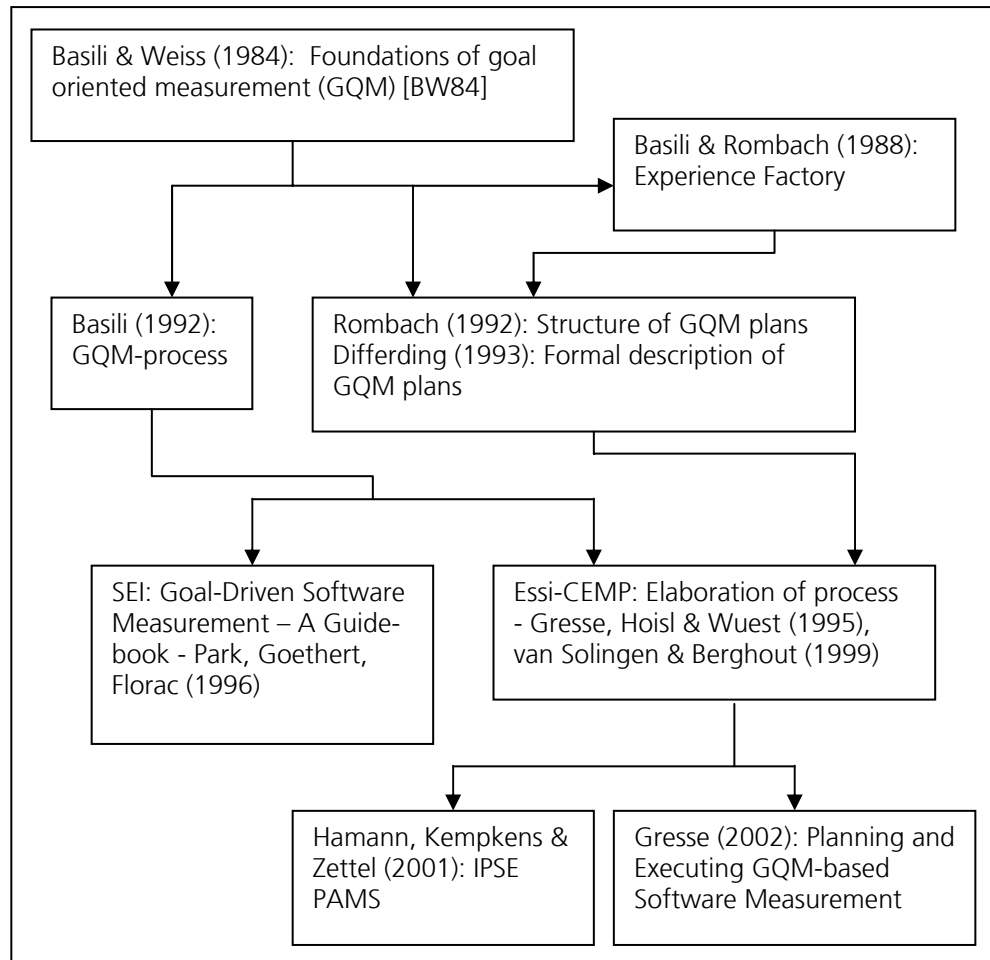 Basili & Weiss (1984):  Foundations of goal
oriented measurement (GQM) [BW84]
Basili & Rombach (1988):
Experience Factory
Basili (1992):
GQM-process
Rombach (1992): Structure of GQM plans
Differding (1993): Formal description of
GQM plans
SEI: Goal-Driven Software
Measurement – A Guide-
book - Park, Goethert,
Florac (1996)
Essi-CEMP: Elaboration of process
- Gresse, Hoisl & Wuest (1995),
van Solingen & Berghout (1999)
Hamann, Kempkens &
Zettel (2001): IPSE
PAMS
Gresse (2002): Planning and
Executing GQM-based
Software Measurement